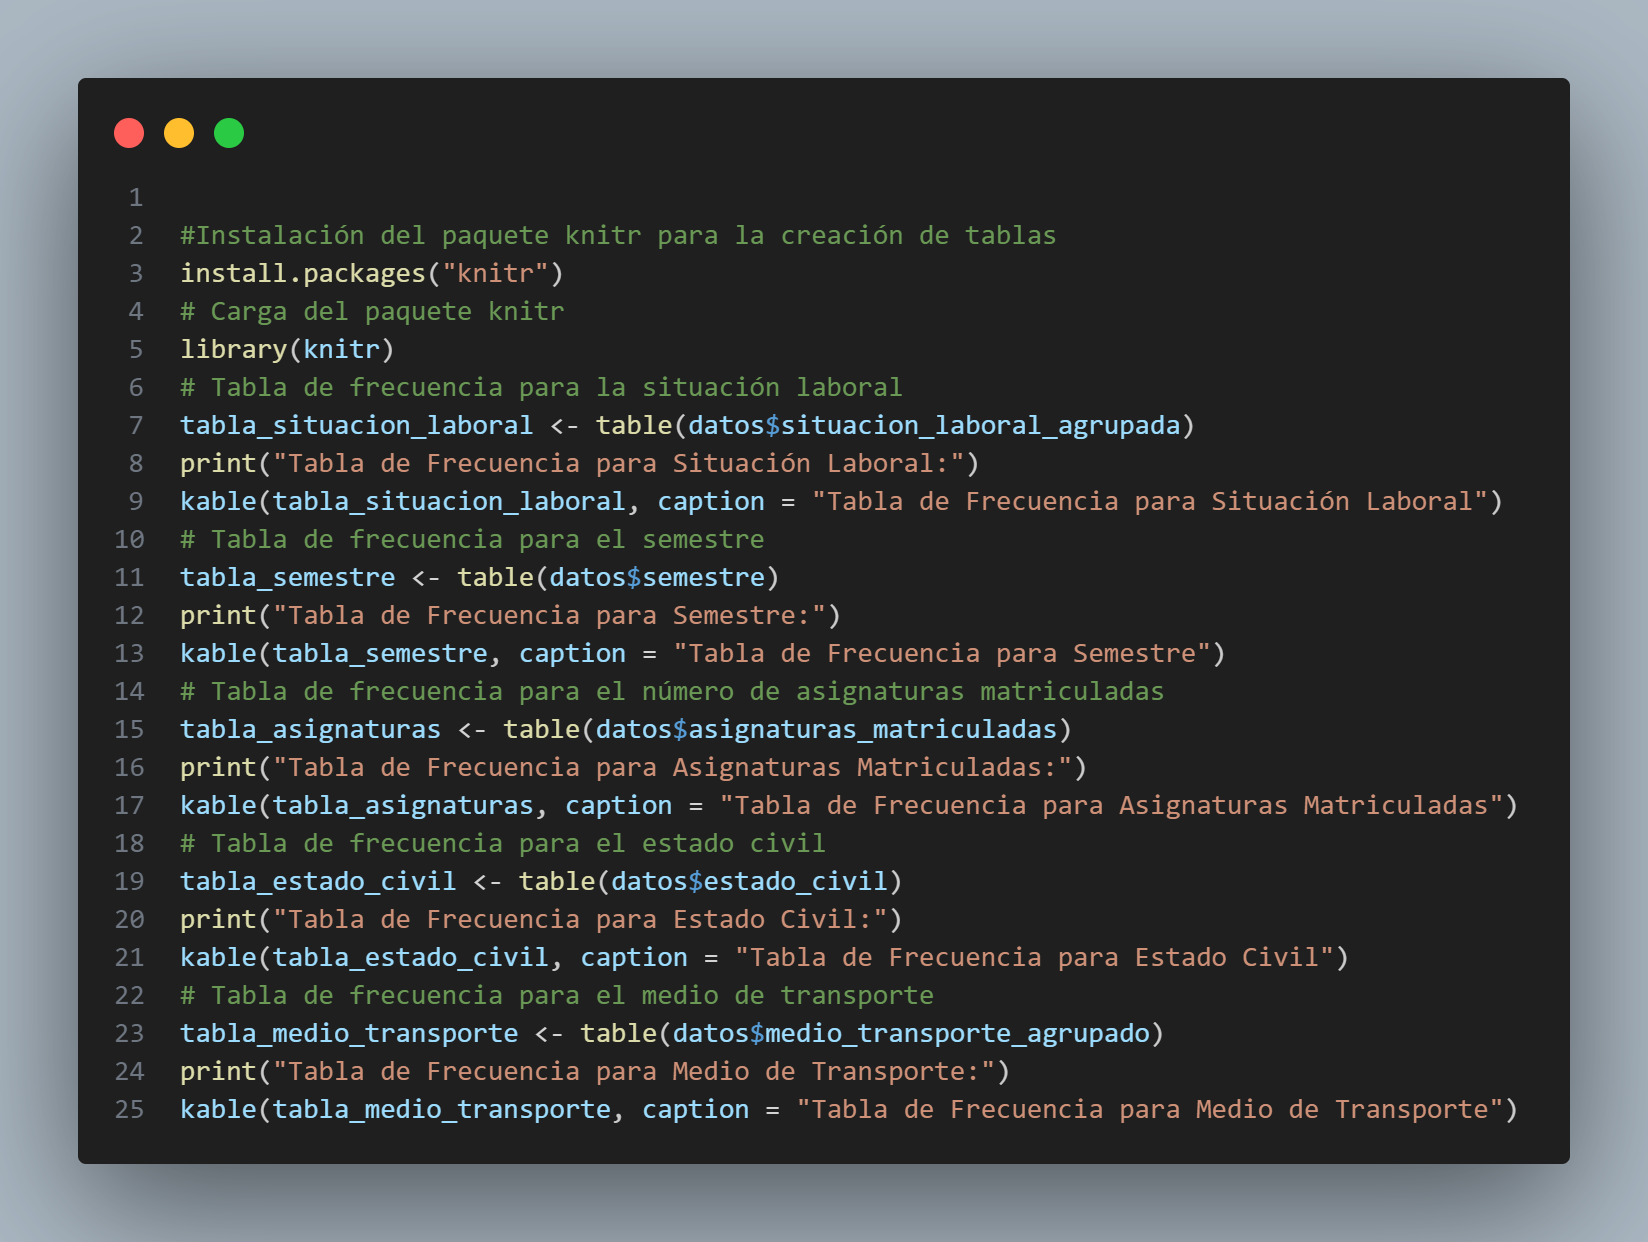 1
2 #Instalación del paquete knitr para la creación de tablas
3 install.packages("knitr")
4 # Carga del paquete knitr
5 library(knitr)
6 # Tabla de frecuencia para la situación laboral
7 tabla_situacion_laboral <- table(datos$situacion_laboral_agrupada)
8 print("Tabla de Frecuencia para Situación Laboral:")
9 kable(tabla_situacion_laboral, caption = "Tabla de Frecuencia para Situación Laboral")
10 # Tabla de frecuencia para el semestre
11 tabla_semestre <- table(datos$semestre)
12 print("Tabla de Frecuencia para Semestre:")
13 kable(tabla_semestre, caption = "Tabla de Frecuencia para Semestre")
14 # Tabla de frecuencia para el número de asignaturas matriculadas
15 tabla_asignaturas <- table(datos$asignaturas_matriculadas)
16 print("Tabla de Frecuencia para Asignaturas Matriculadas:")
17 kable(tabla_asignaturas, caption = "Tabla de Frecuencia para Asignaturas Matriculadas")
18 # Tabla de frecuencia para el estado civil
19 tabla_estado_civil <- table(datos$estado_civil)
20 print("Tabla de Frecuencia para Estado Civil:")
21 kable(tabla_estado_civil, caption = "Tabla de Frecuencia para Estado Civil")
22 # Tabla de frecuencia para el medio de transporte
23 tabla_medio_transporte <- table(datos$medio_transporte_agrupado)
24 print("Tabla de Frecuencia para Medio de Transporte:")
25 kable(tabla_medio_transporte, caption = "Tabla de Frecuencia para Medio de Transporte")